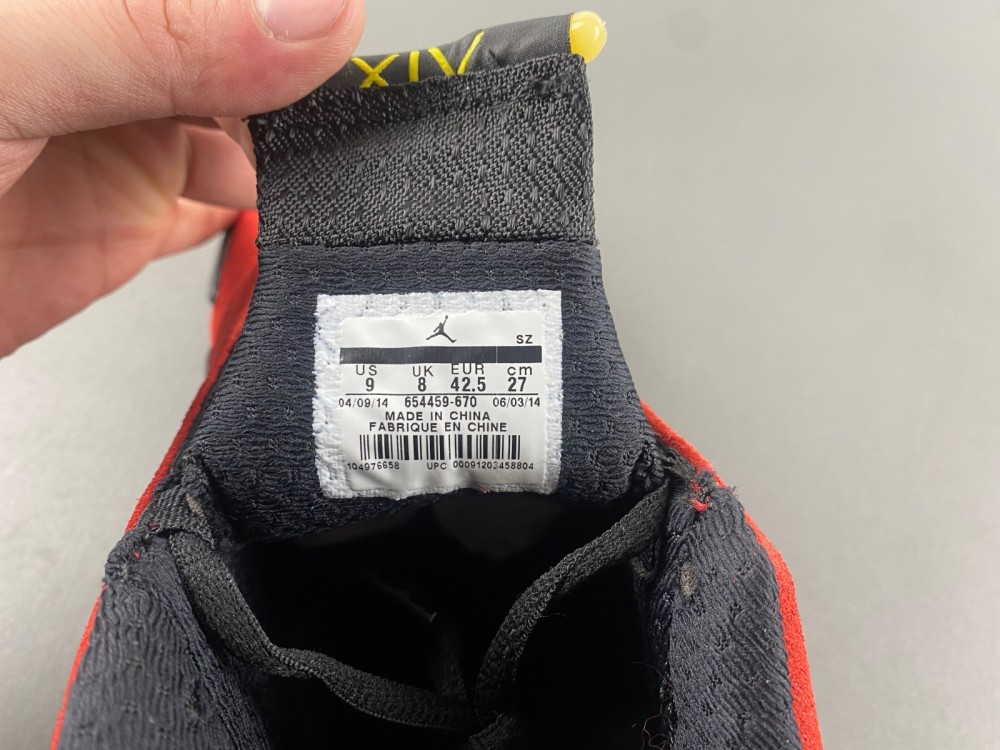 XIV
SZ
US UK EUR cm
9 8 42.5 27
04/09/14 654459-670 06/03/14
MADE IN CHINA
FABRIQUE EN CHINE
104976658 UPC 00091203458804